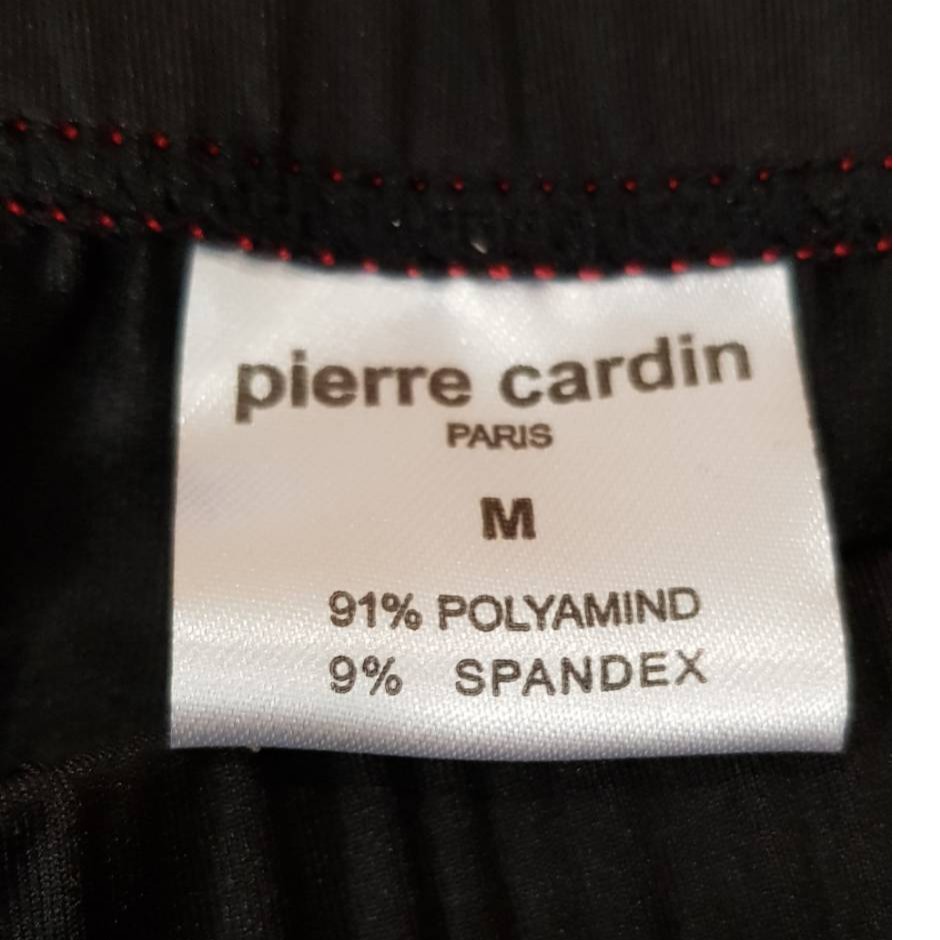 pierre cardin
PARIS
M
91% POLYAMIND
9% SPANDEX